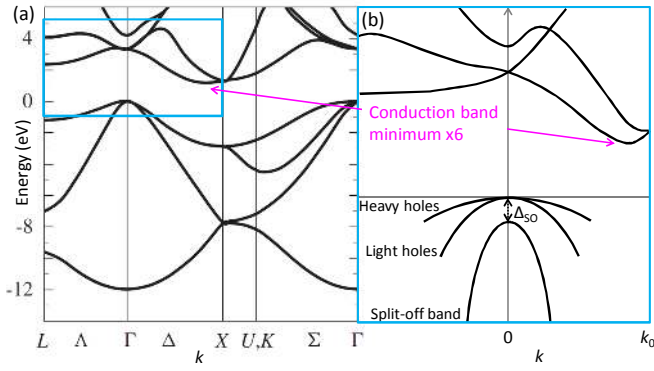 (a)
(b)
4
0
-4
-8
-12
Energy (eV)
L Λ Γ Δ X U,K Σ Γ
k
Conduction band
minimum x6
Heavy holes
Δso
Light holes
Split-off band
0
k₀
k